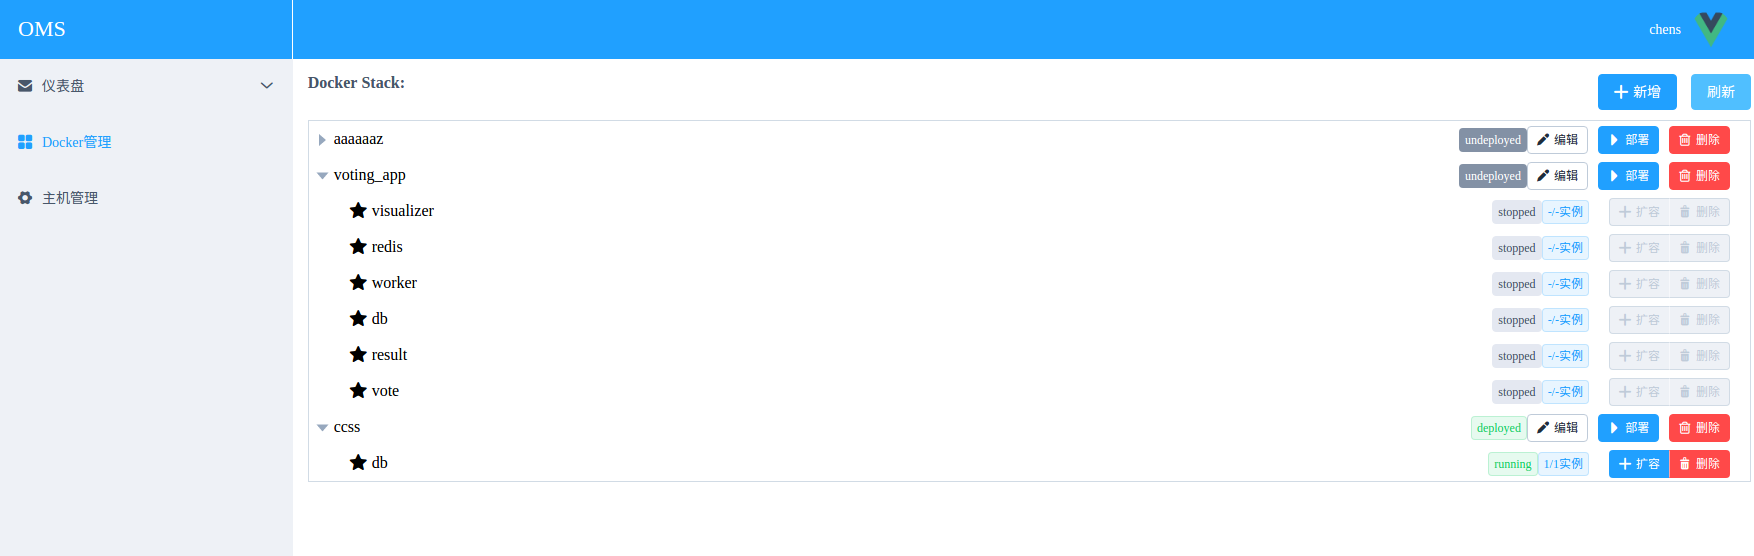 OMS
chens
仪表盘
Docker管理
主机管理
Docker Stack:
新增 刷新
aaaaaaz undeployed 编辑 部署 删除
voting_app undeployed 编辑 部署 删除
visualizer stopped -/-实例 扩容 删除
redis stopped -/-实例 扩容 删除
worker stopped -/-实例 扩容 删除
db stopped -/-实例 扩容 删除
result stopped -/-实例 扩容 删除
vote stopped -/-实例 扩容 删除
ccss deployed 编辑 部署 删除
db running 1/1实例 扩容 删除